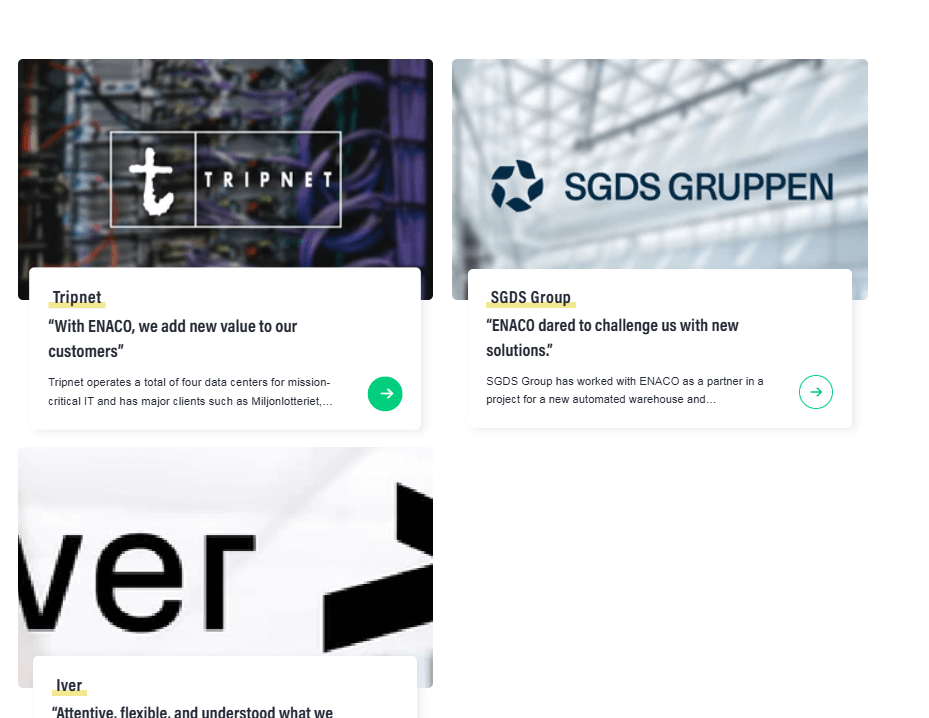 t TRIPNET
SGDS GRUPPEN
Tripnet
“With ENACO, we add new value to our
customers”
Tripnet operates a total of four data centers for mission-
critical IT and has major clients such as Miljonlotteriet,...
SGDS Group
“ENACO dared to challenge us with new
solutions.”
SGDS Group has worked with ENACO as a partner in a
project for a new automated warehouse and...
ver
Iver
“Attentive, flexible, and understood what we